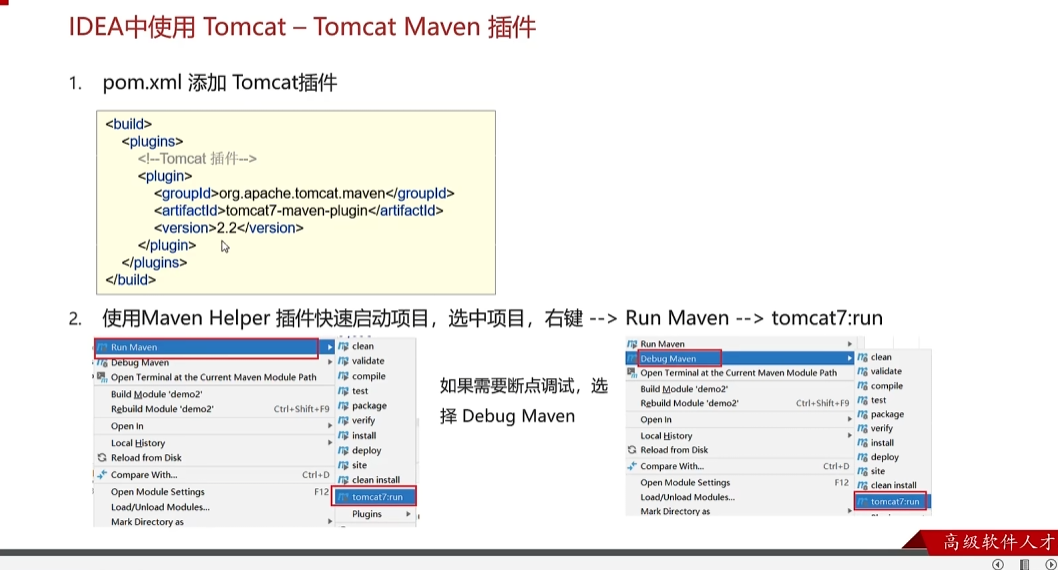 IDEA中使用 Tomcat – Tomcat Maven 插件
1. pom.xml 添加 Tomcat插件
<build>
<plugins>
<!--Tomcat 插件-->
<plugin>
<groupId>org.apache.tomcat.maven</groupId>
<artifactId>tomcat7-maven-plugin</artifactId>
<version>2.2</version>
</plugin>
</plugins>
</build>
2. 使用Maven Helper 插件快速启动项目，选中项目，右键 --> Run Maven --> tomcat7:run
Run Maven
Debug Maven
Open Terminal at the Current Maven Module Path
Build Module 'demo2'
Rebuild Module 'demo2' Ctrl+Shift+F9
Open In
Local History
Reload from Disk
Compare With... Ctrl+D
Open Module Settings F12
Load/Unload Modules...
Mark Directory as
clean
validate
compile
test
package
verify
install
deploy
site
clean install
tomcat7:run
Plugins
如果需要断点调试，选
择 Debug Maven
Run Maven
Debug Maven
Open Terminal at the Current Maven Module Path
Build Module 'demo2'
Rebuild Module 'demo2' Ctrl+Shift+F9
Open In
Local History
Reload from Disk
Compare With... Ctrl+D
Open Module Settings F12
Load/Unload Modules...
Mark Directory as
clean
validate
compile
test
package
verify
install
deploy
site
clean install
tomcat7:run
高级软件人才